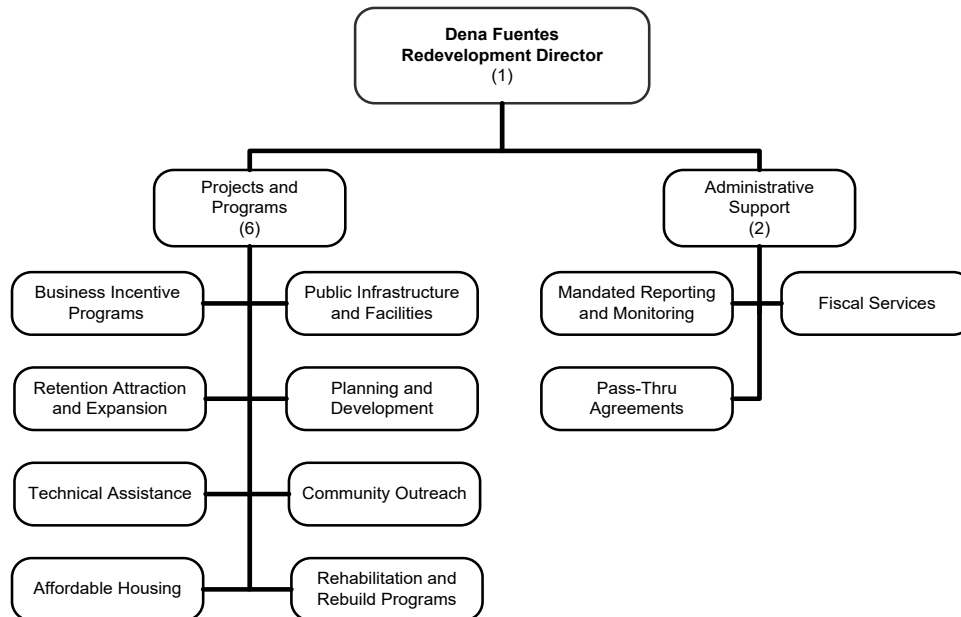 Dena Fuentes
Redevelopment Director
(1)
Projects and
Programs
(6)
Administrative
Support
(2)
Business Incentive
Programs
Public Infrastructure
and Facilities
Mandated Reporting
and Monitoring
Fiscal Services
Retention Attraction
and Expansion
Planning and
Development
Pass-Thru
Agreements
Technical Assistance
Community Outreach
Affordable Housing
Rehabilitation and
Rebuild Programs